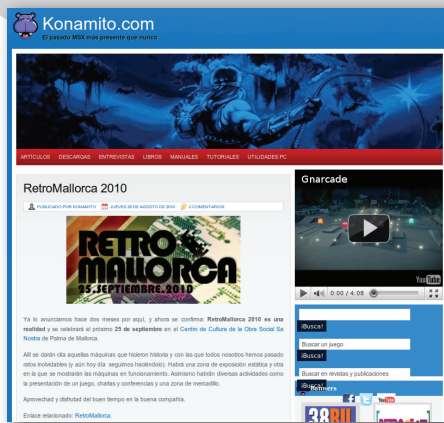 Konamito.com
El pasado MSX más presente que nunca
ARTÍCULOS DESCARGAS ENTREVISTAS LIBROS MANUALES TUTORIALES UTILIDADES PC
RetroMallorca 2010
PUBLICADO POR KONAMITO JUEVES 26 DE AGOSTO DE 2010 2 COMENTARIOS
RETRO
MALLORCA
25.SEPTIEMBRE.2010
Ya lo anunciamos hace dos meses por aquí, y ahora se confirma: RetroMallorca 2010 es una
realidad y se celebrará el próximo 25 de septiembre en el Centro de Cultura de la Obra Social Sa
Nostra de Palma de Mallorca.
Allí se darán cita aquellas máquinas que hicieron historia y con las que todos nosotros hemos pasado
ratos inolvidables (y aún hoy día seguimos haciéndolo). Habrá una zona de exposición estática y otra
en la que se mostrarán las máquinas en funcionamiento. Asimismo habrán diversas actividades como
la presentación de un juego, charlas y conferencias y una zona de mercadillo.
Aprovechad y disfrutad del buen tiempo en la buena compañía.
Enlace relacionado: RetroMallorca.
Gnarcade
YouTube
0:00 / 4:08
¡Busca!
Buscar un juego
¡Busca!
Buscar en revistas y publicaciones
¡Busca!
Banners
YouTube